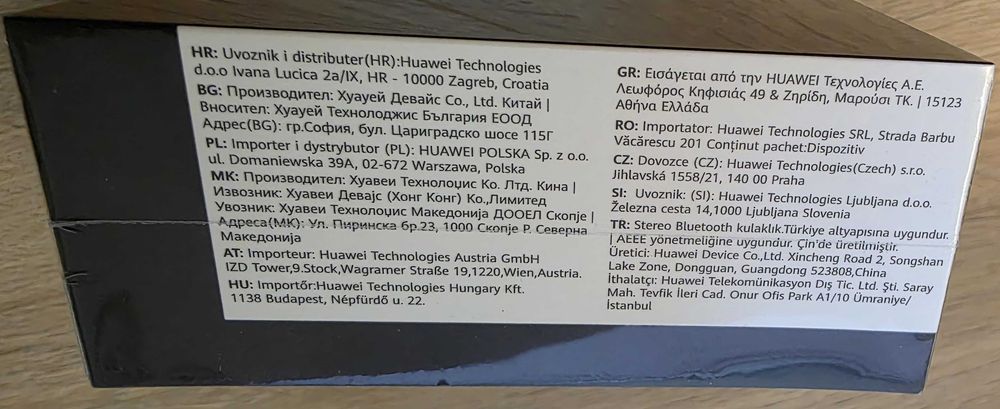 HR: Uvoznik i distributer(HR):Huawei Technologies
d.o.o Ivana Lucica 2a/IX, HR - 10000 Zagreb, Croatia
BG: Производител: Хуауей Девайс Co., Ltd. Китай |
Вносител: Хуауей Технолоджис България ЕООД
Адрес(BG): гр.София, бул. Цариградско шосе 115Г
PL: Importer i dystrybutor (PL): HUAWEI POLSKA Sp. z o.o.
ul. Domaniewska 39A, 02-672 Warszawa, Polska
MK: Производител: Хуавеи Технолоџис Ко. Лтд. Кина |
Извозник: Хуавеи Девајс (Хонг Конг) Ко.,Лимитед
Увозник: Хуавеи Технолоџис Македонија ДООЕЛ Скопје |
Адреса(МК): Ул. Пиринска бр.23, 1000 Скопје Р. Северна
Македонија
AT: Importeur: Huawei Technologies Austria GmbH
IZD Tower,9.Stock,Wagramer Straße 19,1220,Wien,Austria.
HU: Importőr:Huawei Technologies Hungary Kft.
1138 Budapest, Népfürdő u. 22.
GR: Εισάγεται από την HUAWEI Τεχνολογίες Α.Ε.
Λεωφόρος Κηφισιάς 49 & Ζηρίδη, Μαρούσι ΤΚ. | 15123
Αθήνα Ελλάδα
RO: Importator: Huawei Technologies SRL, Strada Barbu
Văcărescu 201 Conținut pachet:Dispozitiv
CZ: Dovozce (CZ): Huawei Technologies(Czech) s.r.o.
Jihlavská 1558/21, 140 00 Praha
SI: Uvoznik: (SI): Huawei Technologies Ljubljana d.o.o.
Železna cesta 14,1000 Ljubljana Slovenia
TR: Stereo Bluetooth kulaklık.Türkiye altyapısına uygundur.
| AEEE yönetmeliğine uygundur. Çin'de üretilmiştir.
Üretici: Huawei Device Co.,Ltd. Xincheng Road 2, Songshan
Lake Zone, Dongguan, Guangdong 523808,China
İthalatçı: Huawei Telekomünikasyon Dış Tic. Ltd. Şti. Saray
Mah. Tevfik İleri Cad. Onur Ofis Park A1/10 Ümraniye/
İstanbul